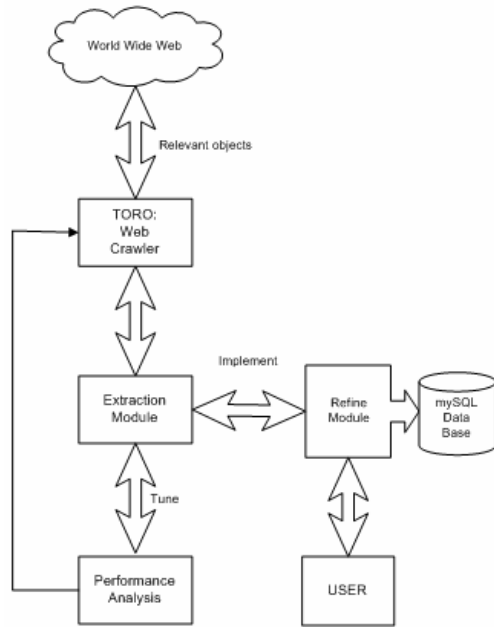 World Wide Web
Relevant objects
TORO:
Web
Crawler
Implement
Extraction
Module
Refine
Module
mySQL
Data
Base
Tune
Performance
Analysis
USER